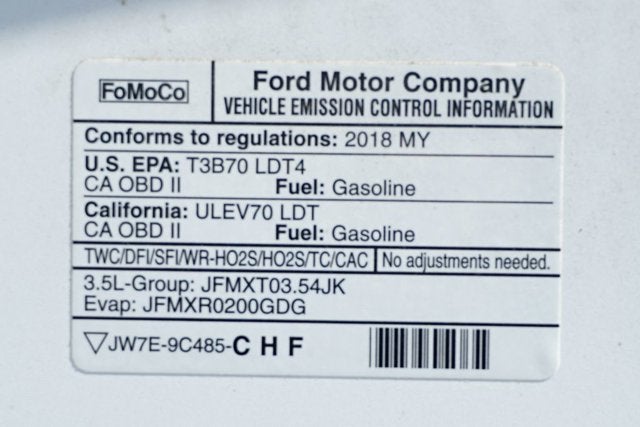 FoMoCo
Ford Motor Company
VEHICLE EMISSION CONTROL INFORMATION
Conforms to regulations: 2018 MY
U.S. EPA: T3B70 LDT4
CA OBD II Fuel: Gasoline
California: ULEV70 LDT
CA OBD II Fuel: Gasoline
TWC/DFI/SFI/WR-HO2S/HO2S/TC/CAC No adjustments needed.
3.5L-Group: JFMXT03.54JK
Evap: JFMXR0200GDG
JW7E-9C485-C H F